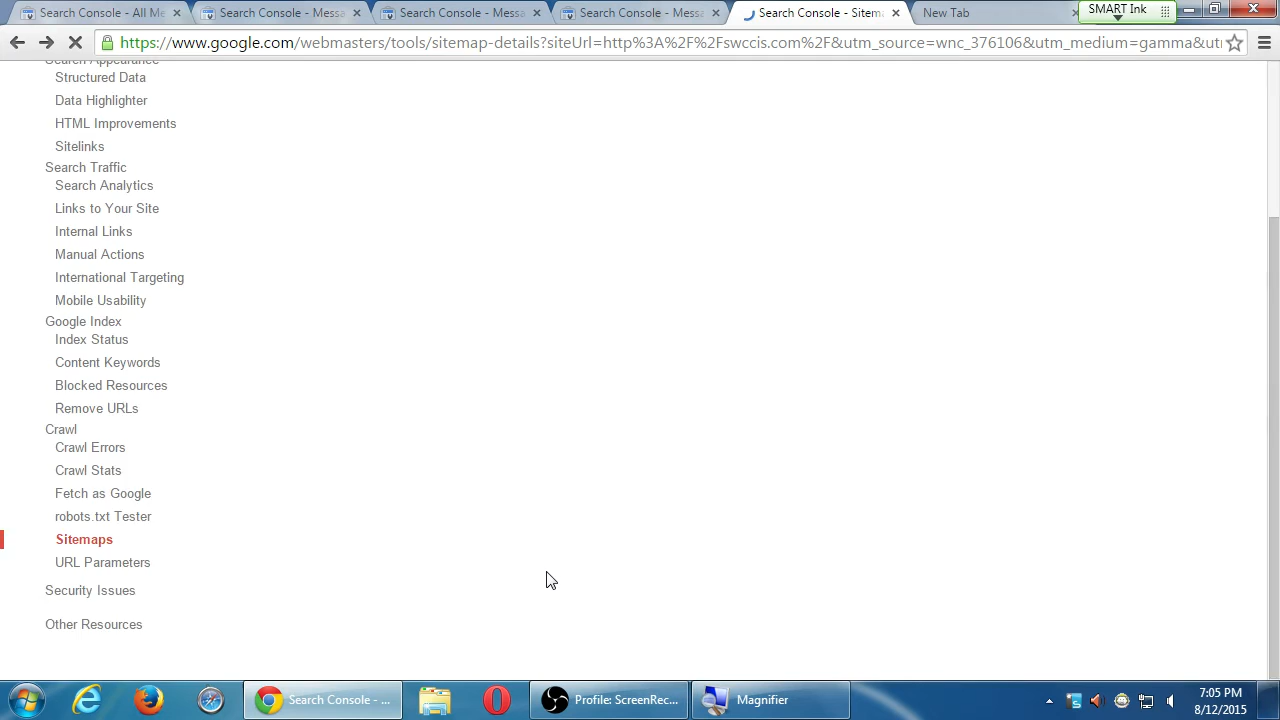 Search Console - All Me
Search Console - Messa
Search Console - Messa
Search Console - Messa
Search Console - Sitem
New Tab
SMART Ink
https://www.google.com/webmasters/tools/sitemap-details?siteUrl=http%3A%2F%2Fswccis.com%2F&utm_source=wnc_376106&utm_medium=gamma&ut
Search Appearance
Structured Data
Data Highlighter
HTML Improvements
Sitelinks
Search Traffic
Search Analytics
Links to Your Site
Internal Links
Manual Actions
International Targeting
Mobile Usability
Google Index
Index Status
Content Keywords
Blocked Resources
Remove URLs
Crawl
Crawl Errors
Crawl Stats
Fetch as Google
robots.txt Tester
Sitemaps
URL Parameters
Security Issues
Other Resources
Search Console - ...
Profile: ScreenRec...
Magnifier
7:05 PM
8/12/2015